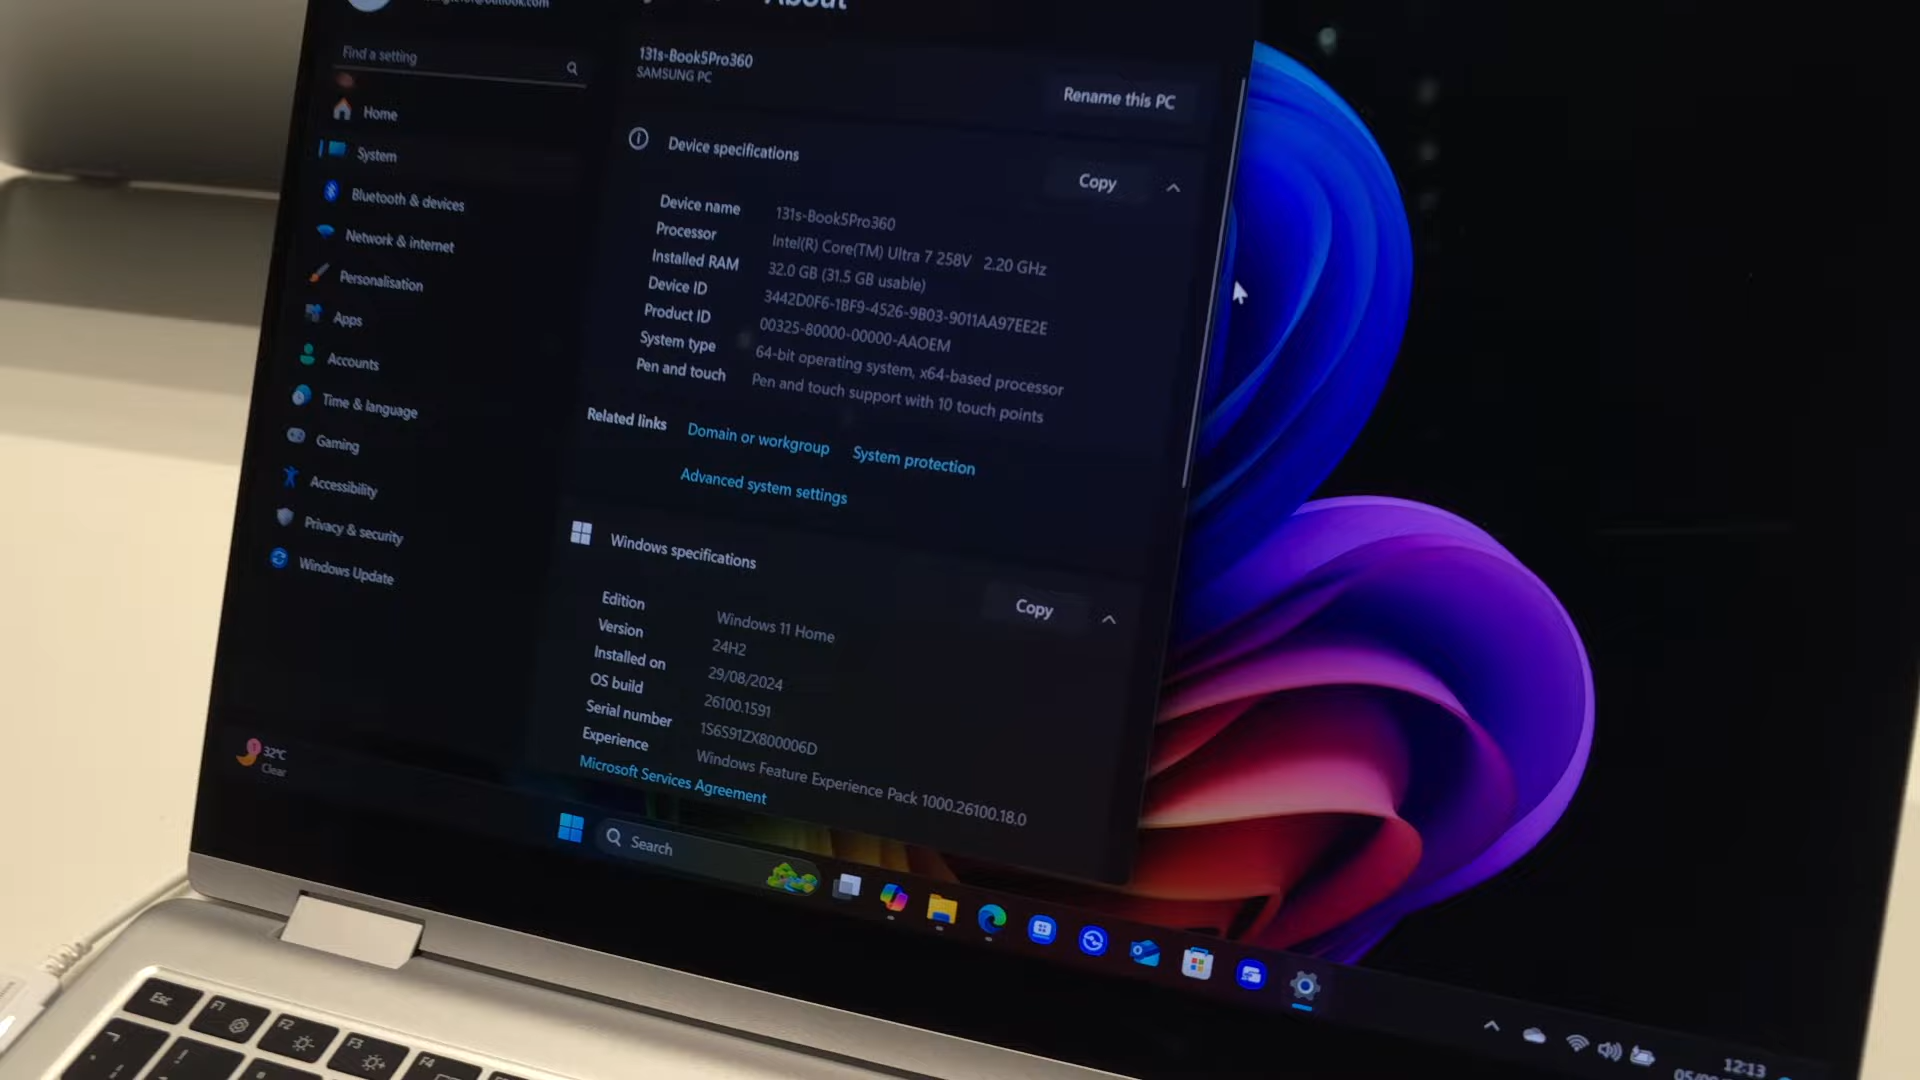 About
Find a setting
Home
System
Bluetooth & devices
Network & internet
Personalisation
Apps
Accounts
Time & language
Gaming
Accessibility
Privacy & security
Windows Update
131s-Book5Pro360
SAMSUNG PC
Rename this PC
Device specifications
Copy
Device name 131s-Book5Pro360
Processor Intel(R) Core(TM) Ultra 7 258V 2.20 GHz
Installed RAM 32.0 GB (31.5 GB usable)
Device ID 3442D0F6-1BF9-4526-9B03-9011AA97EE2E
Product ID 00325-80000-00000-AAOEM
System type 64-bit operating system, x64-based processor
Pen and touch Pen and touch support with 10 touch points
Related links Domain or workgroup System protection
Advanced system settings
Windows specifications
Copy
Edition Windows 11 Home
Version 24H2
Installed on 29/08/2024
OS build 26100.1591
Serial number 1S6S91ZX800006D
Experience Windows Feature Experience Pack 1000.26100.18.0
Microsoft Services Agreement
1
32°C
Clear
Search
12:13
Esc
F1
F2
F3
F4